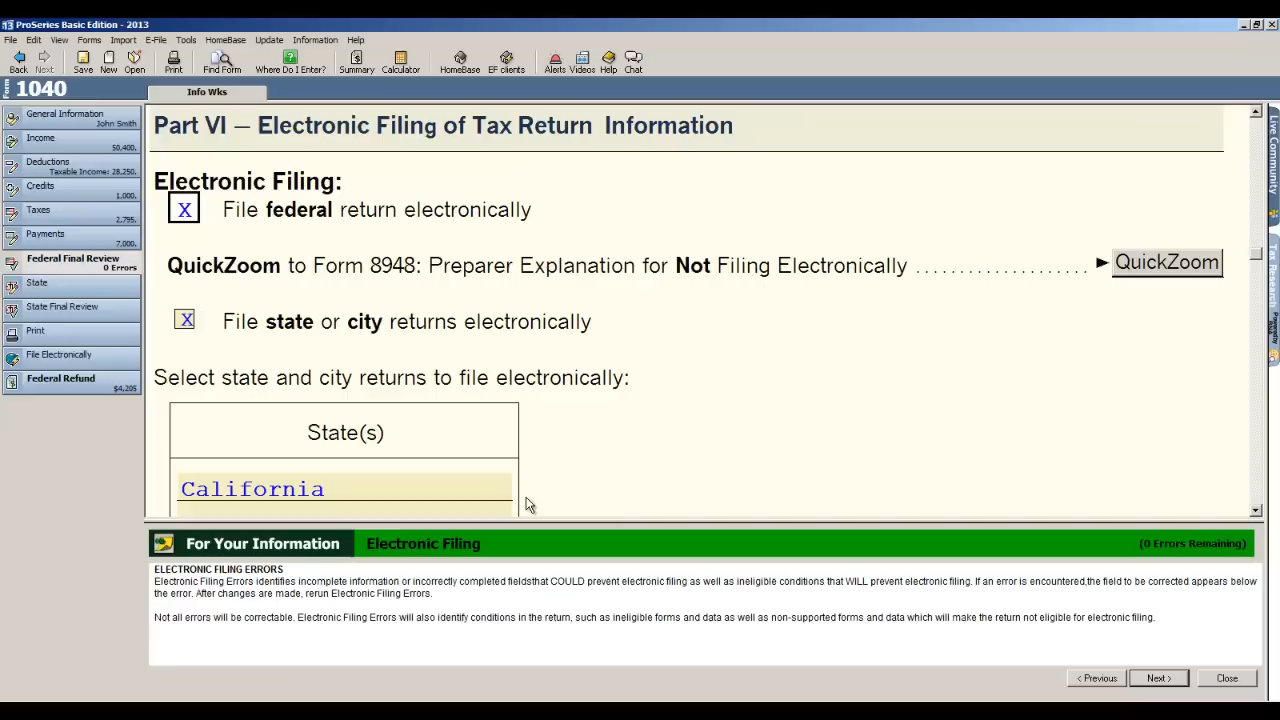 ProSeries Basic Edition - 2013
File Edit View Forms Import E-File Tools HomeBase Update Information Help
Back Next Save New Open Print Find Form Where Do I Enter? Summary Calculator HomeBase EF clients Alerts Videos Help Chat
Form 1040
Info Wks
General Information
John Smith
Income
50,400.
Deductions
Taxable Income: 28,250.
Credits
1,000.
Taxes
2,795.
Payments
7,000.
Federal Final Review
0 Errors
State
State Final Review
Print
File Electronically
Federal Refund
$4,205
Part VI — Electronic Filing of Tax Return Information
Electronic Filing:
X File federal return electronically
QuickZoom to Form 8948: Preparer Explanation for Not Filing Electronically .................... QuickZoom
X File state or city returns electronically
Select state and city returns to file electronically:
State(s)
California
For Your Information Electronic Filing (0 Errors Remaining)
ELECTRONIC FILING ERRORS
Electronic Filing Errors identifies incomplete information or incorrectly completed fieldsthat COULD prevent electronic filing as well as ineligible conditions that WILL prevent electronic filing. If an error is encountered,the field to be corrected appears below
the error. After changes are made, rerun Electronic Filing Errors.
Not all errors will be correctable. Electronic Filing Errors will also identify conditions in the return, such as ineligible forms and data as well as non-supported forms and data which will make the return not eligible for electronic filing.
< Previous Next > Close
Live Community
Tax Research